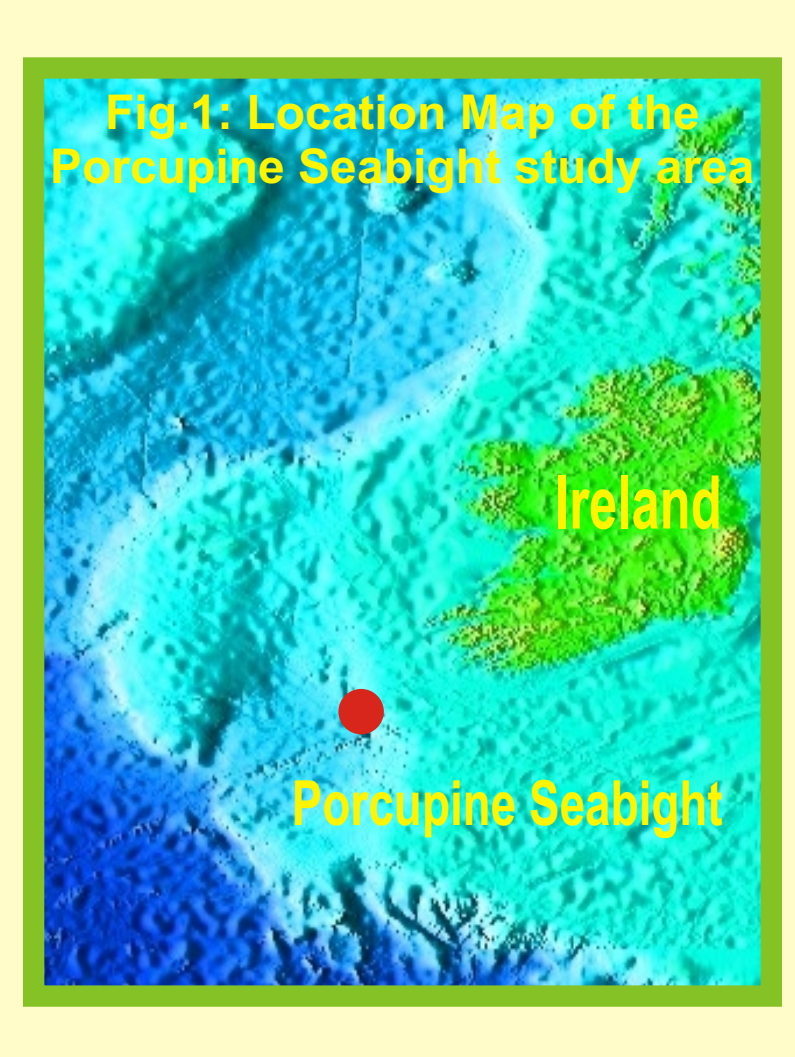 Fig.1: Location Map of the
Porcupine Seabight study area
Ireland
Porcupine Seabight